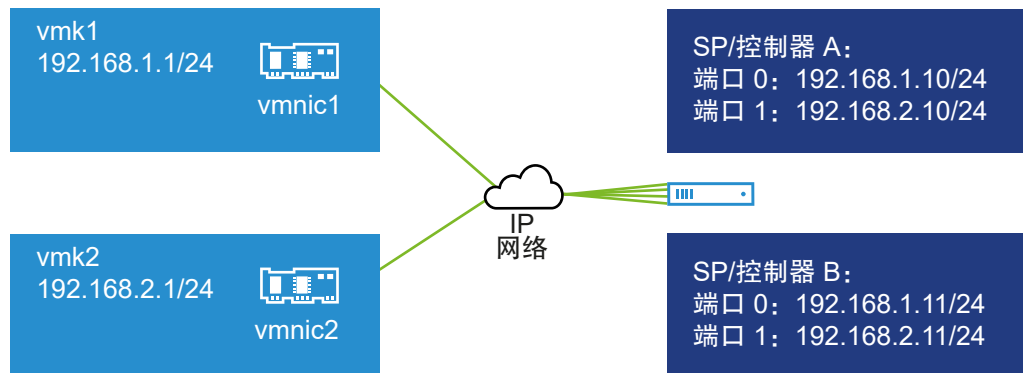 vmk1
192.168.1.1/24
vmnic1
SP/控制器 A：
端口 0：192.168.1.10/24
端口 1：192.168.2.10/24
IP
网络
vmk2
192.168.2.1/24
vmnic2
SP/控制器 B：
端口 0：192.168.1.11/24
端口 1：192.168.2.11/24